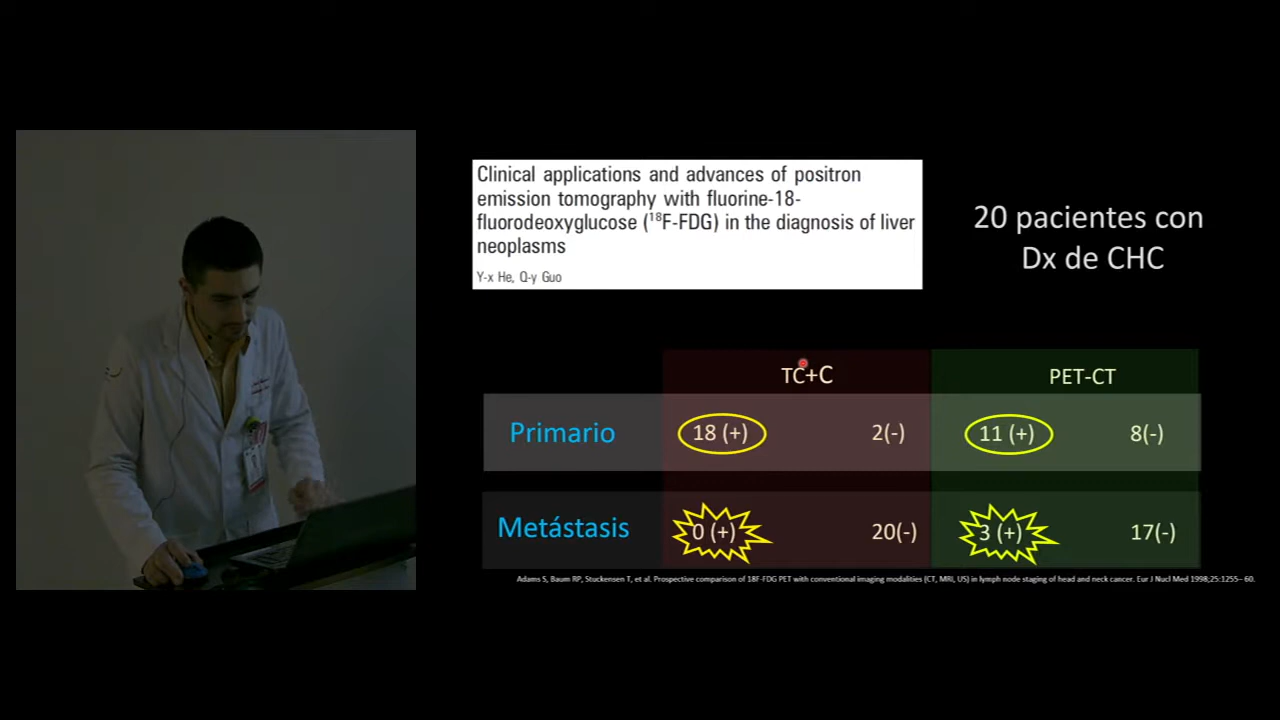 Clinical applications and advances of positron
emission tomography with fluorine-18-
fluorodeoxyglucose (¹⁸F-FDG) in the diagnosis of liver
neoplasms
Y-x He, Q-y Guo
20 pacientes con
Dx de CHC
TC+C PET-CT
Primario 18 (+) 2(-) 11 (+) 8(-)
Metástasis 0 (+) 20(-) 3 (+) 17(-)
Adams S, Baum RP, Stuckensen T, et al. Prospective comparison of 18F-FDG PET with conventional imaging modalities (CT, MRI, US) in lymph node staging of head and neck cancer. Eur J Nucl Med 1998;25:1255– 60.